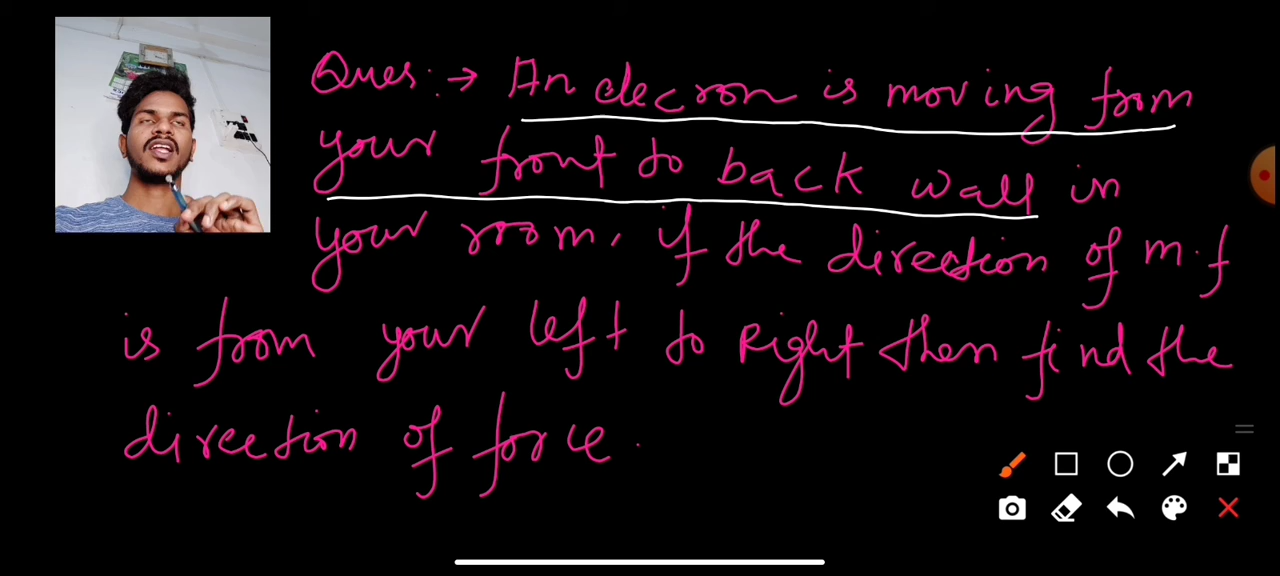 Ques:→ An elecron is moving from
your front to back wall in
your room, if the direction of m.f
is from your left to Right then find the
direction of force.